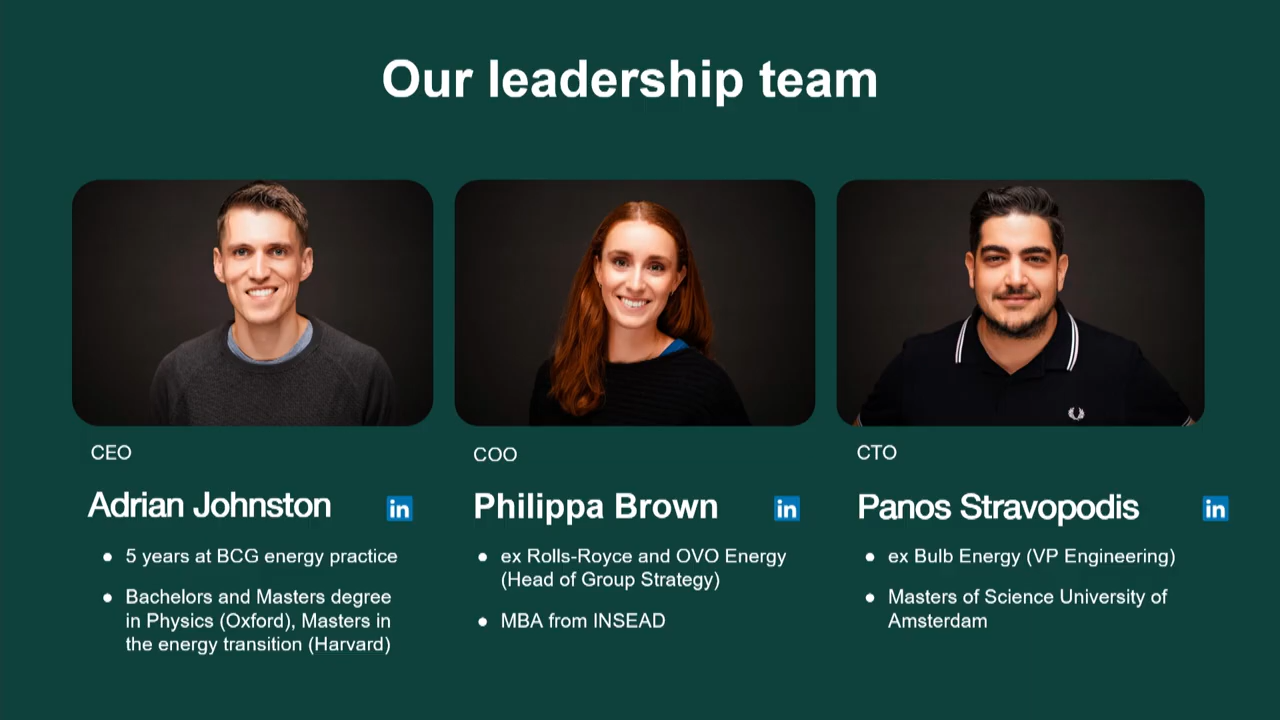 Our leadership team
CEO
Adrian Johnston
in
5 years at BCG energy practice
Bachelors and Masters degree
in Physics (Oxford), Masters in
the energy transition (Harvard)
COO
Philippa Brown
in
ex Rolls-Royce and OVO Energy
(Head of Group Strategy)
MBA from INSEAD
CTO
Panos Stravopodis
in
ex Bulb Energy (VP Engineering)
Masters of Science University of
Amsterdam